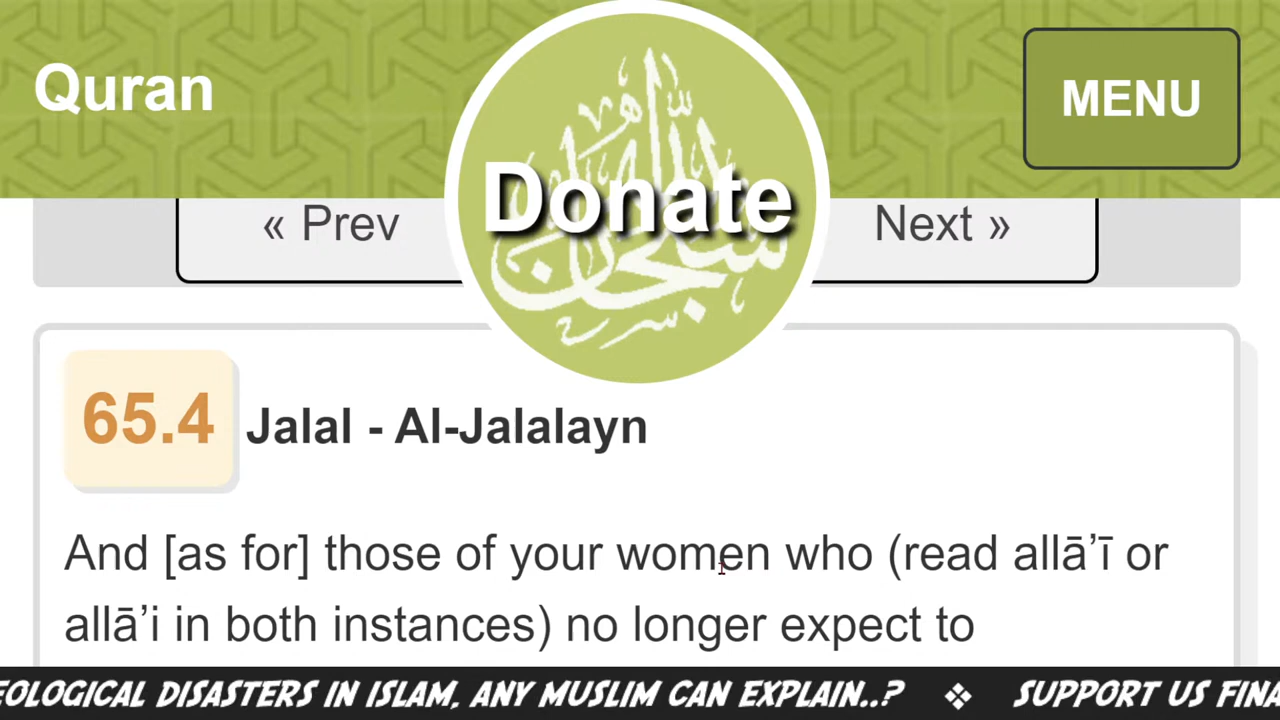 Quran
Donate
MENU
« Prev
Next »
65.4 Jalal - Al-Jalalayn
And [as for] those of your women who (read allā’ī or
allā’i in both instances) no longer expect to
EOLOGICAL DISASTERS IN ISLAM, ANY MUSLIM CAN EXPLAIN..? ❖ SUPPORT US FINA